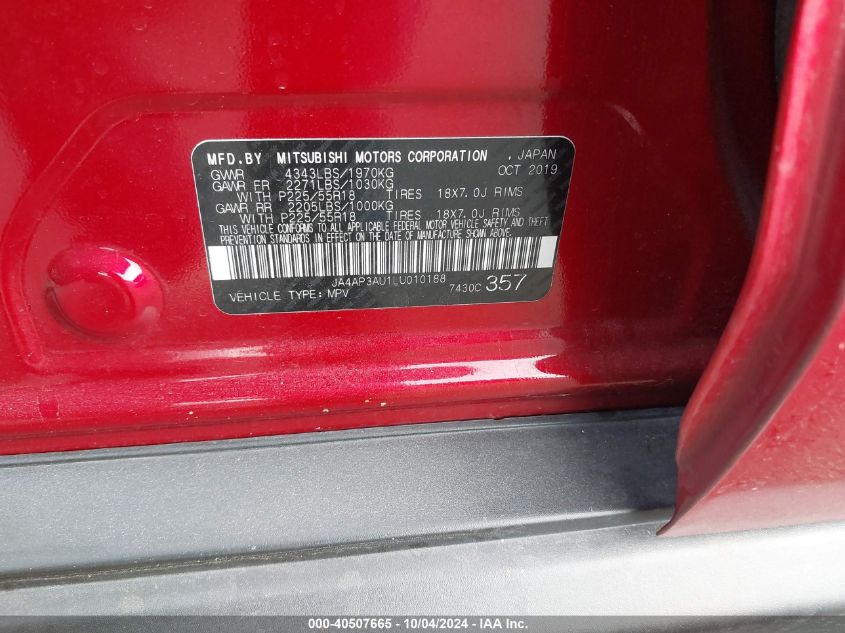 MFD.BY MITSUBISHI MOTORS CORPORATION , JAPAN
GVWR 4343LBS/1970KG OCT 2019
GAWR FR 2271LBS/1030KG
WITH P225/55R18 TIRES 18X7.0J RIMS
GAWR RR 2205LBS/1000KG
WITH P225/55R18 TIRES 18X7.0J RIMS
THIS VEHICLE CONFORMS TO ALL APPLICABLE FEDERAL MOTOR VEHICLE SAFETY AND THEFT
PREVENTION STANDARDS IN EFFECT ON THE DATE OF MANUFACTURE SHOWN ABOVE.
JA4AP3AU1LU010188
VEHICLE TYPE: MPV 7430C 357
000-40507665 - 10/04/2024 - IAA Inc.